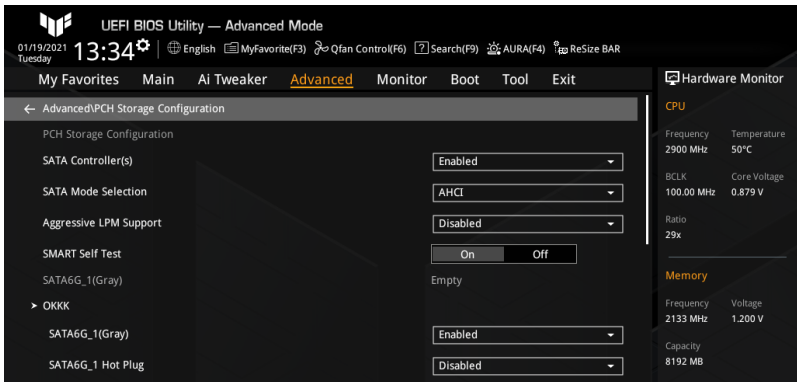 UEFI BIOS Utility — Advanced Mode
01/19/2021 Tuesday 13:34 English MyFavorite(F3) Qfan Control(F6) ? Search(F9) AURA(F4) ReSize BAR
My Favorites Main Ai Tweaker Advanced Monitor Boot Tool Exit
← Advanced\PCH Storage Configuration
PCH Storage Configuration
SATA Controller(s) Enabled
SATA Mode Selection AHCI
Aggressive LPM Support Disabled
SMART Self Test On Off
SATA6G_1(Gray) Empty
> OKKK
SATA6G_1(Gray) Enabled
SATA6G_1 Hot Plug Disabled
Hardware Monitor
CPU
Frequency Temperature
2900 MHz 50°C
BCLK Core Voltage
100.00 MHz 0.879 V
Ratio
29x
Memory
Frequency Voltage
2133 MHz 1.200 V
Capacity
8192 MB